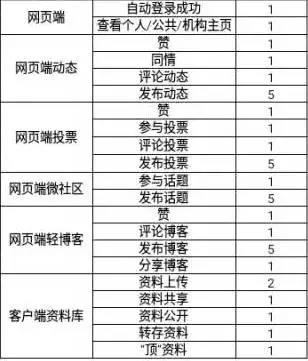 网页端
自动登录成功 1
查看个人/公共/机构主页 1
网页端动态
赞 1
同情 1
评论动态 1
发布动态 5
网页端投票
赞 1
参与投票 1
评论投票 1
发布投票 5
网页端微社区
参与话题 1
发布话题 5
网页端轻博客
赞 1
评论博客 1
发布博客 5
分享博客 1
客户端资料库
资料上传 2
资料共享 1
资料公开 1
转存资料 1
"顶"资料 1